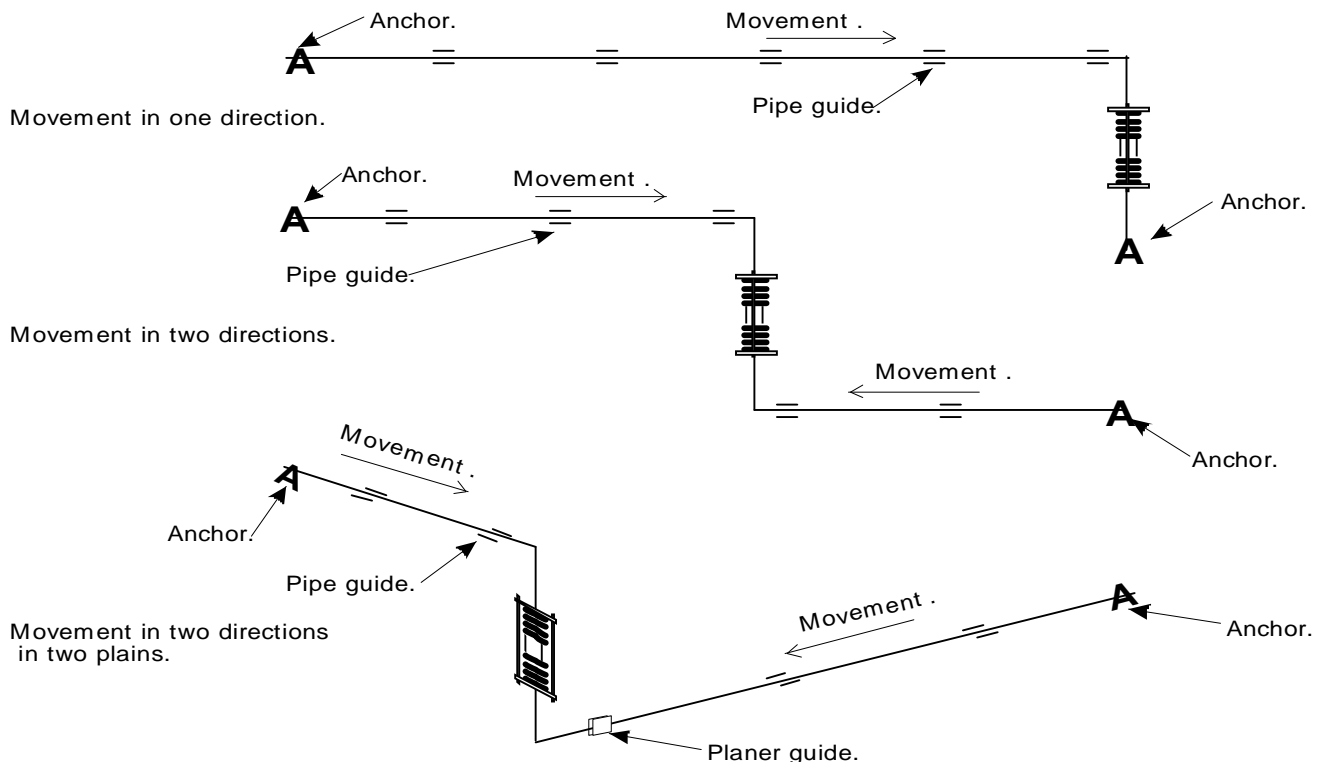 Anchor.
Movement .
A
Pipe guide.
Movement in one direction.
Anchor.
Movement .
Anchor.
A
A
Pipe guide.
Movement in two directions.
Movement .
A
Anchor.
Movement .
A
Anchor.
Pipe guide.
Movement .
A
Anchor.
Movement in two directions
in two plains.
Planer guide.